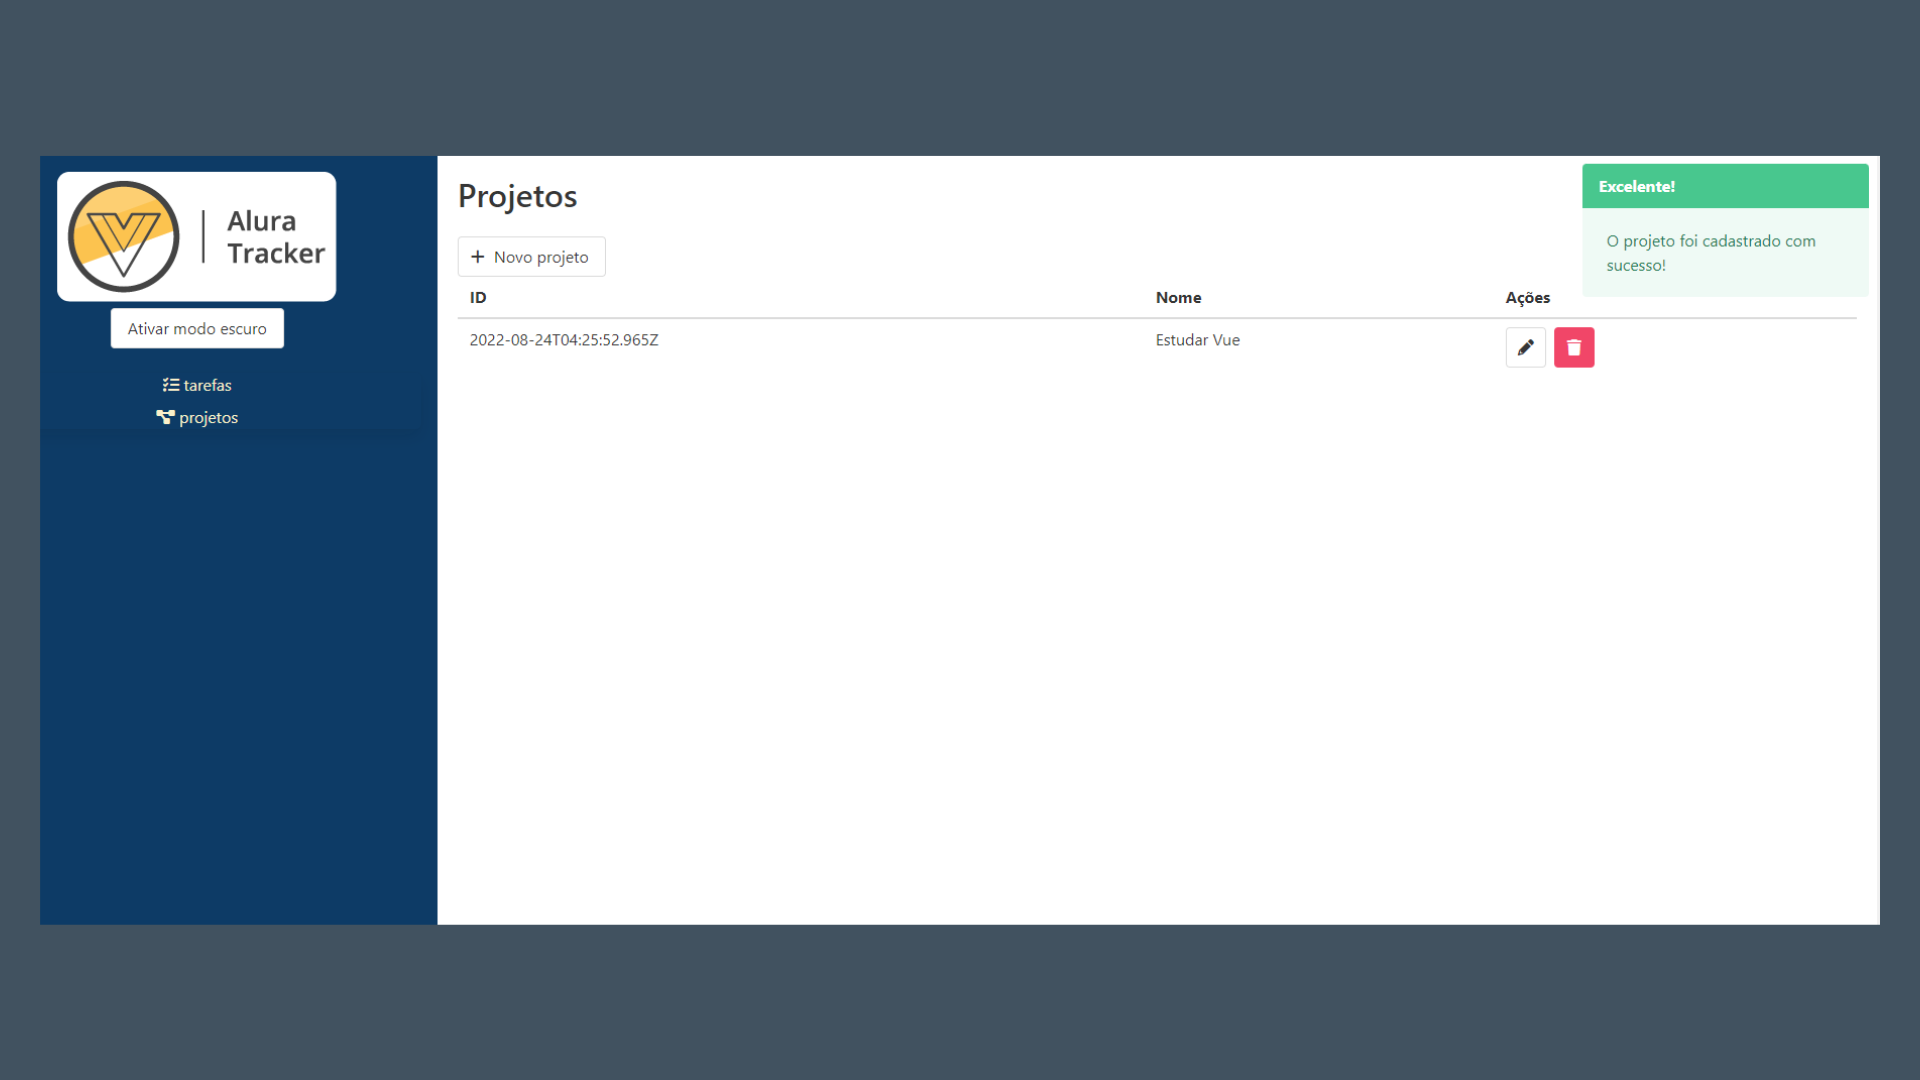 Alura
Tracker
Ativar modo escuro
tarefas
projetos
Projetos
+ Novo projeto
ID Nome Ações
2022-08-24T04:25:52.965Z Estudar Vue
Excelente!
O projeto foi cadastrado com
sucesso!